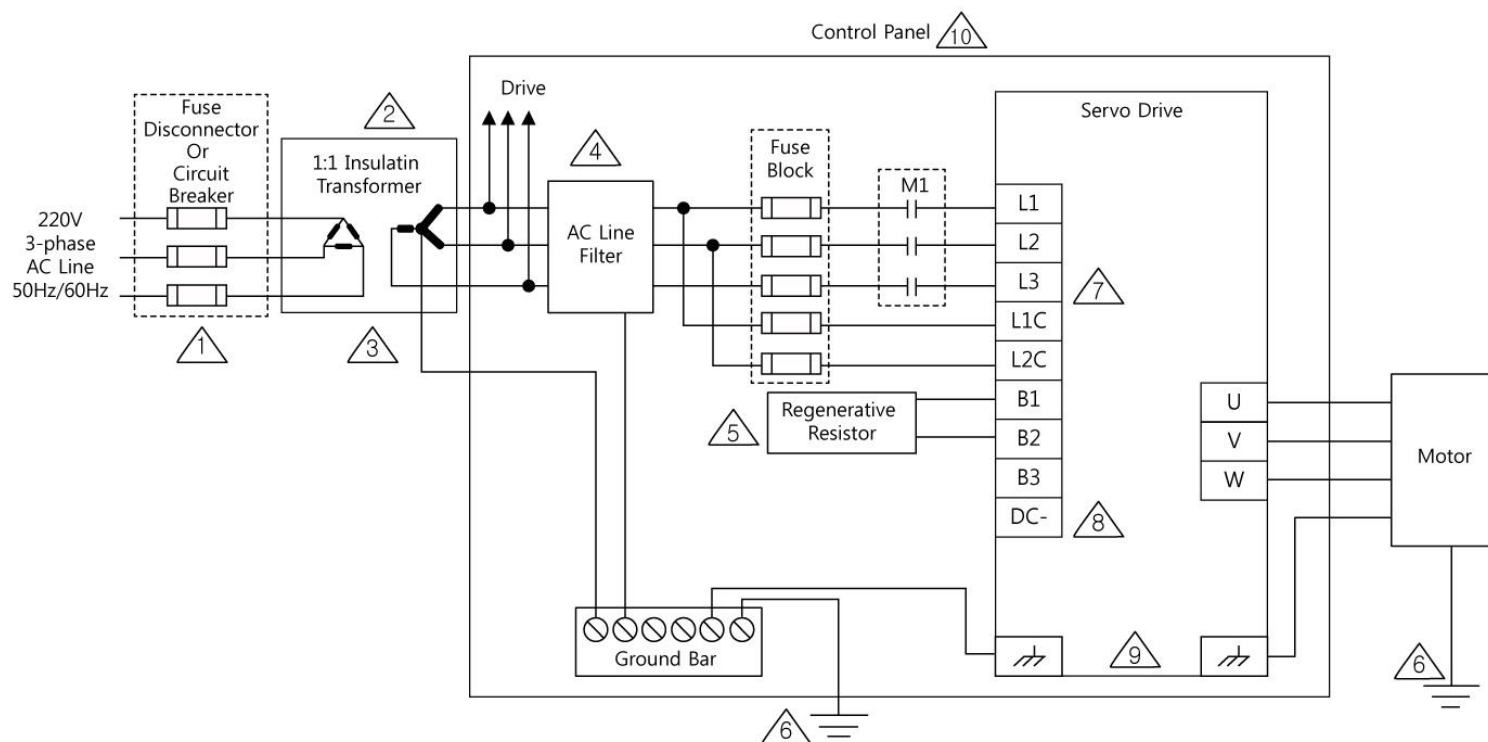 Control Panel 10
Drive
Servo Drive
Fuse
Disconnector
Or
Circuit
Breaker
2
1:1 Insulatin
Transformer
4
Fuse
Block
M1
220V
3-phase
AC Line
50Hz/60Hz
AC Line
Filter
L1
L2
L3
L1C
L2C
B1
B2
B3
DC-
1
3
7
5
Regenerative
Resistor
8
U
V
W
Motor
Ground Bar
9
6
6